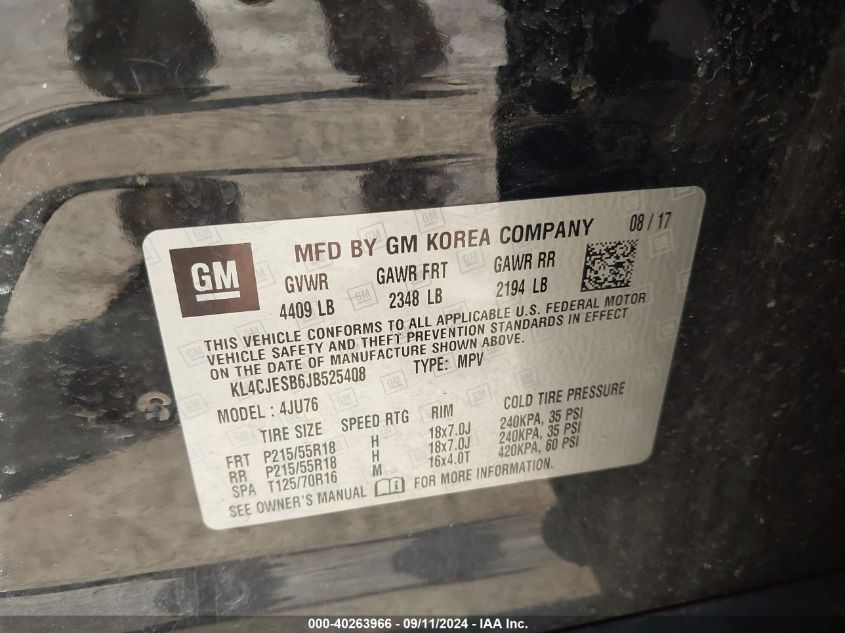 GM
MFD BY GM KOREA COMPANY 08 / 17
GVWR GAWR FRT GAWR RR
4409 LB 2348 LB 2194 LB
THIS VEHICLE CONFORMS TO ALL APPLICABLE U.S. FEDERAL MOTOR
VEHICLE SAFETY AND THEFT PREVENTION STANDARDS IN EFFECT
ON THE DATE OF MANUFACTURE SHOWN ABOVE.
KL4CJESB6JB525408 TYPE: MPV
MODEL : 4JU76
TIRE SIZE SPEED RTG RIM COLD TIRE PRESSURE
FRT P215/55R18 H 18x7.0J 240KPA, 35 PSI
RR P215/55R18 H 18x7.0J 240KPA, 35 PSI
SPA T125/70R16 M 16x4.0T 420KPA, 60 PSI
SEE OWNER'S MANUAL FOR MORE INFORMATION.
000-40263966 - 09/11/2024 - IAA Inc.